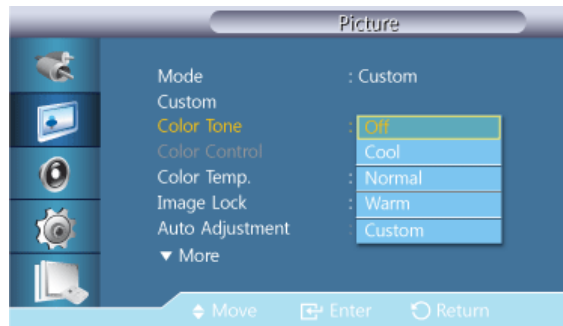 Picture
Mode : Custom
Custom
Color Tone : Off
Color Control Cool
Color Temp. : Normal
Image Lock : Warm
Auto Adjustment : Custom
▼ More
Move Enter Return